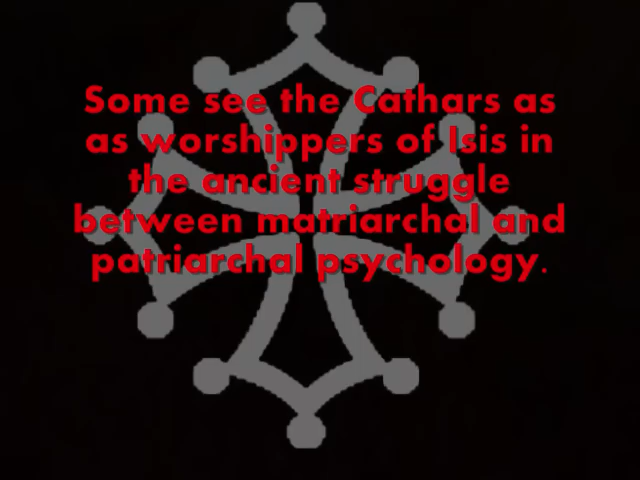 Some see the Cathars as
as worshippers of Isis in
the ancient struggle
between matriarchal and
patriarchal psychology.